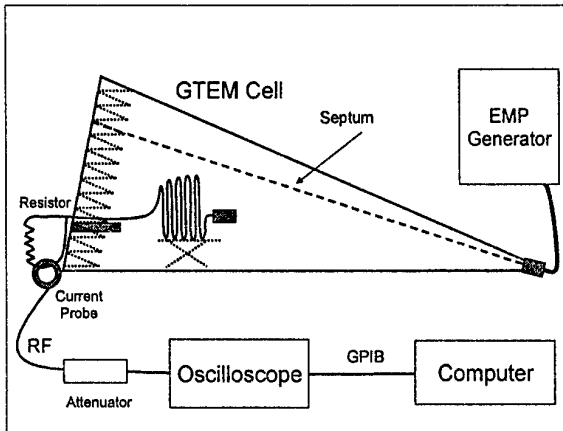 GTEM Cell
Septum
EMP
Generator
Resistor
Current
Probe
RF
Attenuator
Oscilloscope
GPIB
Computer